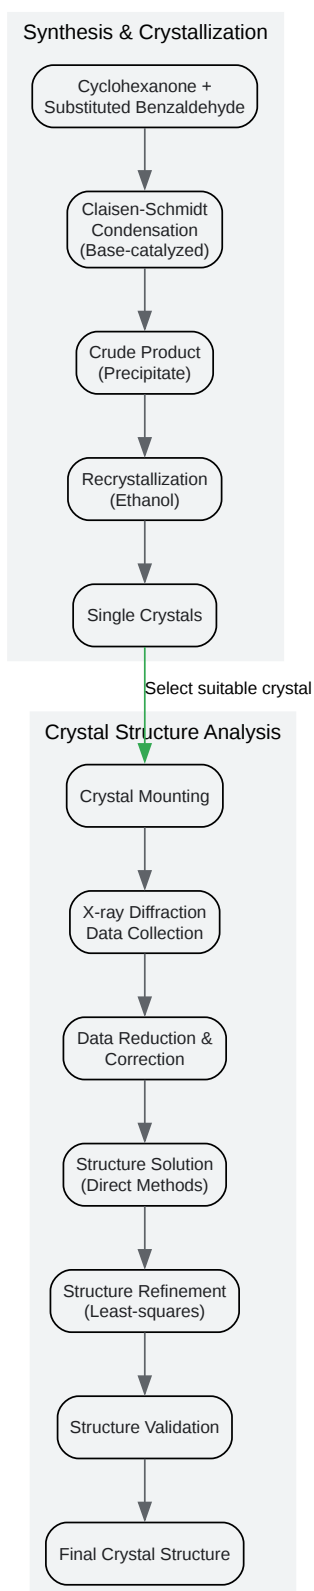 Synthesis & Crystallization
Cyclohexanone +
Substituted Benzaldehyde
Claisen-Schmidt
Condensation
(Base-catalyzed)
Crude Product
(Precipitate)
Recrystallization
(Ethanol)
Single Crystals
Select suitable crystal
Crystal Structure Analysis
Crystal Mounting
X-ray Diffraction
Data Collection
Data Reduction &
Correction
Structure Solution
(Direct Methods)
Structure Refinement
(Least-squares)
Structure Validation
Final Crystal Structure